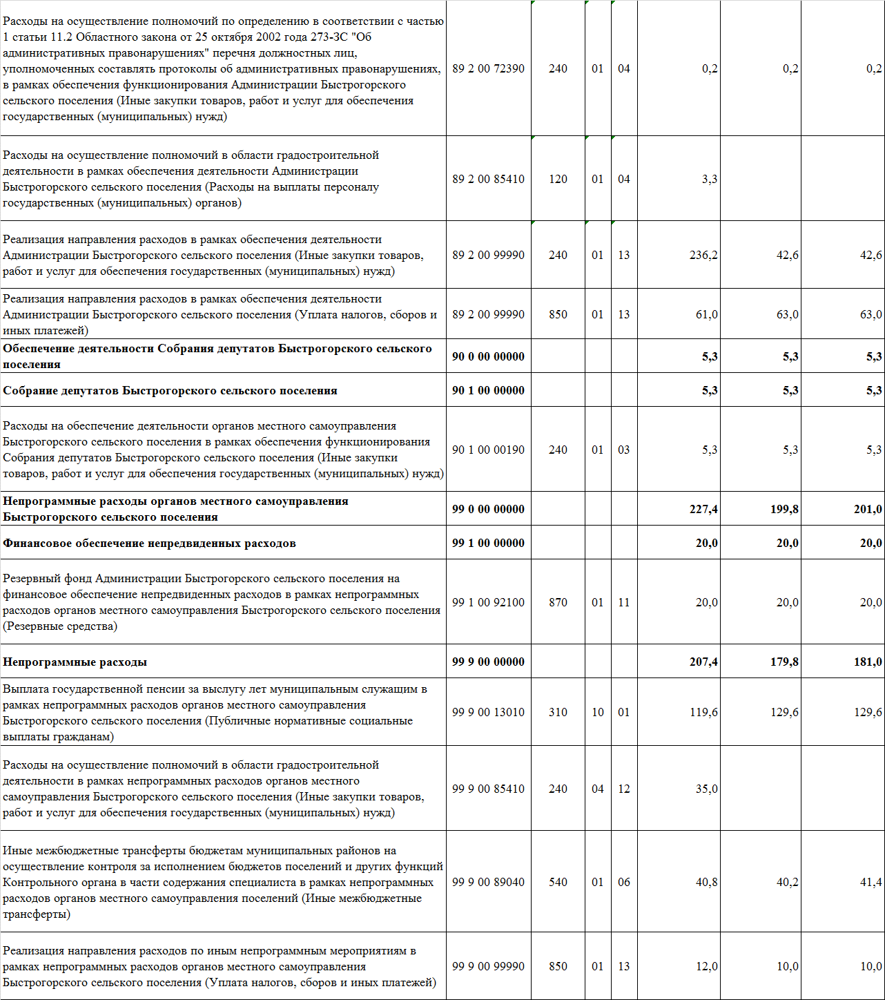 Расходы на осуществление полномочий по определению в соответствии с частью
1 статьи 11.2 Областного закона от 25 октября 2002 года 273-ЗС "Об
административных правонарушениях" перечня должностных лиц,
уполномоченных составлять протоколы об административных правонарушениях,
в рамках обеспечения функционирования Администрации Быстрогорского
сельского поселения (Иные закупки товаров, работ и услуг для обеспечения
государственных (муниципальных) нужд)
89 2 00 72390 240 01 04 0,2 0,2 0,2
Расходы на осуществление полномочий в области градостроительной
деятельности в рамках обеспечения деятельности Администрации
Быстрогорского сельского поселения (Расходы на выплаты персоналу
государственных (муниципальных) органов)
89 2 00 85410 120 01 04 3,3
Реализация направления расходов в рамках обеспечения деятельности
Администрации Быстрогорского сельского поселения (Иные закупки товаров,
работ и услуг для обеспечения государственных (муниципальных) нужд)
89 2 00 99990 240 01 13 236,2 42,6 42,6
Реализация направления расходов в рамках обеспечения деятельности
Администрации Быстрогорского сельского поселения (Уплата налогов, сборов и
иных платежей)
89 2 00 99990 850 01 13 61,0 63,0 63,0
Обеспечение деятельности Собрания депутатов Быстрогорского сельского
поселения
90 0 00 00000 5,3 5,3 5,3
Собрание депутатов Быстрогорского сельского поселения
90 1 00 00000 5,3 5,3 5,3
Расходы на обеспечение деятельности органов местного самоуправления
Быстрогорского сельского поселения в рамках обеспечения функционирования
Собрания депутатов Быстрогорского сельского поселения (Иные закупки
товаров, работ и услуг для обеспечения государственных (муниципальных) нужд)
90 1 00 00190 240 01 03 5,3 5,3 5,3
Непрограммные расходы органов местного самоуправления
Быстрогорского сельского поселения
99 0 00 00000 227,4 199,8 201,0
Финансовое обеспечение непредвиденных расходов
99 1 00 00000 20,0 20,0 20,0
Резервный фонд Администрации Быстрогорского сельского поселения на
финансовое обеспечение непредвиденных расходов в рамках непрограммных
расходов органов местного самоуправления Быстрогорского сельского поселения
(Резервные средства)
99 1 00 92100 870 01 11 20,0 20,0 20,0
Непрограммные расходы
99 9 00 00000 207,4 179,8 181,0
Выплата государственной пенсии за выслугу лет муниципальным служащим в
рамках непрограммных расходов органов местного самоуправления
Быстрогорского сельского поселения (Публичные нормативные социальные
выплаты гражданам)
99 9 00 13010 310 10 01 119,6 129,6 129,6
Расходы на осуществление полномочий в области градостроительной
деятельности в рамках непрограммных расходов органов местного
самоуправления Быстрогорского сельского поселения (Иные закупки товаров,
работ и услуг для обеспечения государственных (муниципальных) нужд)
99 9 00 85410 240 04 12 35,0
Иные межбюджетные трансферты бюджетам муниципальных районов на
осуществление контроля за исполнением бюджетов поселений и других функций
Контрольного органа в части содержания специалиста в рамках непрограммных
расходов органов местного самоуправления поселений (Иные межбюджетные
трансферты)
99 9 00 89040 540 01 06 40,8 40,2 41,4
Реализация направления расходов по иным непрограммным мероприятиям в
рамках непрограммных расходов органов местного самоуправления
Быстрогорского сельского поселения (Уплата налогов, сборов и иных платежей)
99 9 00 99990 850 01 13 12,0 10,0 10,0